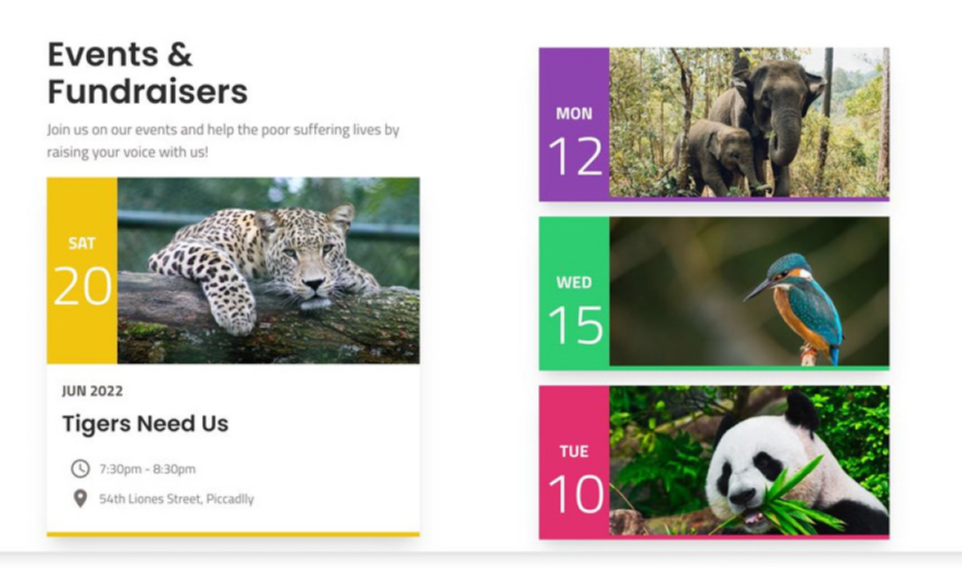 Events &
Fundraisers
Join us on our events and help the poor suffering lives by
raising your voice with us!
SAT
20
JUN 2022
Tigers Need Us
7:30pm - 8:30pm
54th Liones Street, Piccadlly
MON
12
WED
15
TUE
10